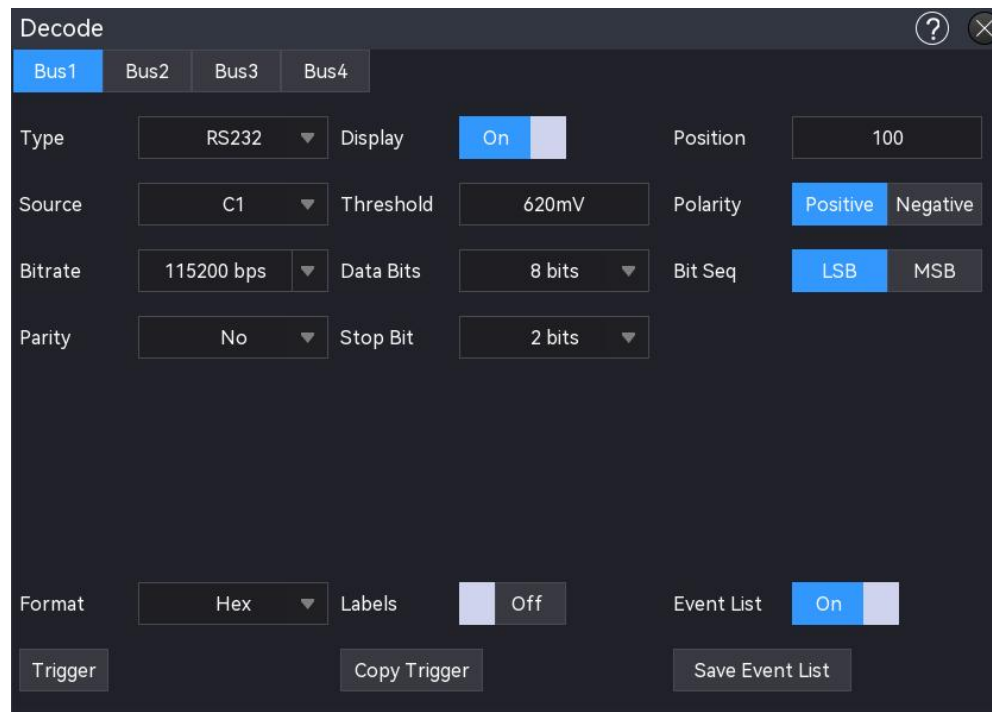 Decode ?
Bus1 Bus2 Bus3 Bus4
Type RS232 Display On Position 100
Source C1 Threshold 620mV Polarity Positive Negative
Bitrate 115200 bps Data Bits 8 bits Bit Seq LSB MSB
Parity No Stop Bit 2 bits
Format Hex Labels Off Event List On
Trigger Copy Trigger Save Event List